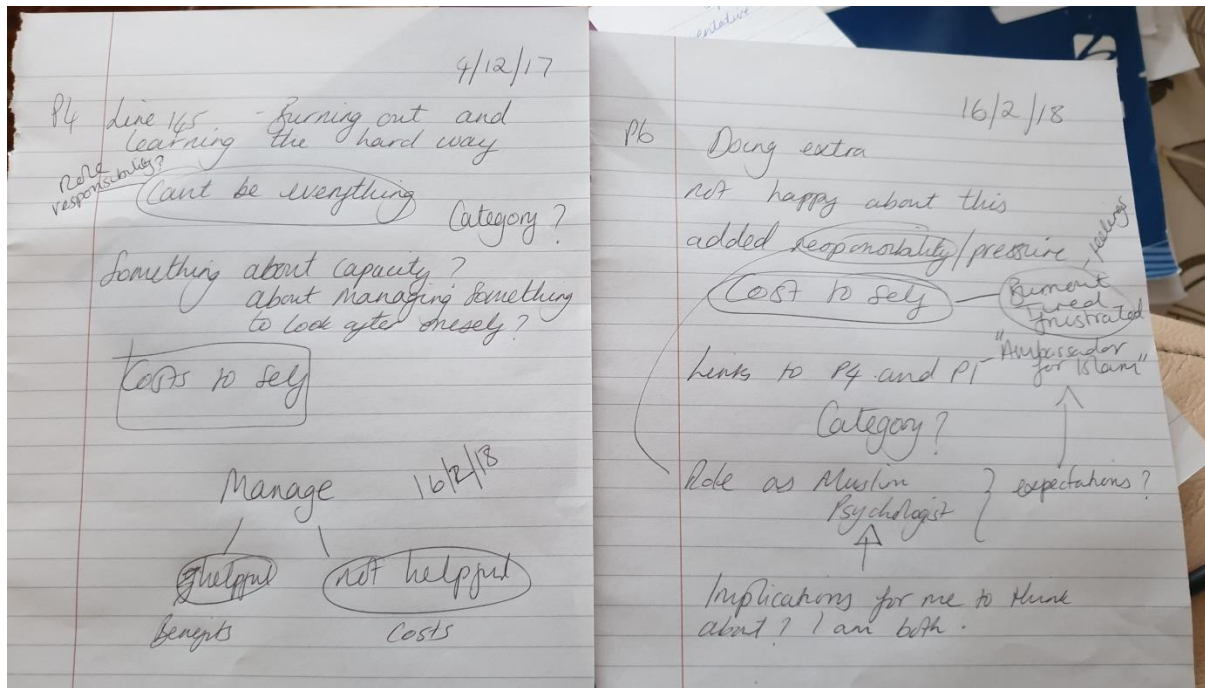 4/12/17
P4 Line 145 - Burning out and
learning the hard way
Role
responsibility?
Cant be everything
Category?
Something about capacity?
about managing something
to look after oneself?
Costs to self
Manage 16/2/18
helpful not helpful
Benefits Costs
entative
16/2/18
P6 Doing extra
not happy about this
added responsibility/pressure, feelings
Cost to self - Burnout
tired
frustrated
Links to P4 and P1 - "Ambassador
for Islam"
Category?
Role as Muslim
Psychologist
expectations?
Implications for me to think
about? I am both.